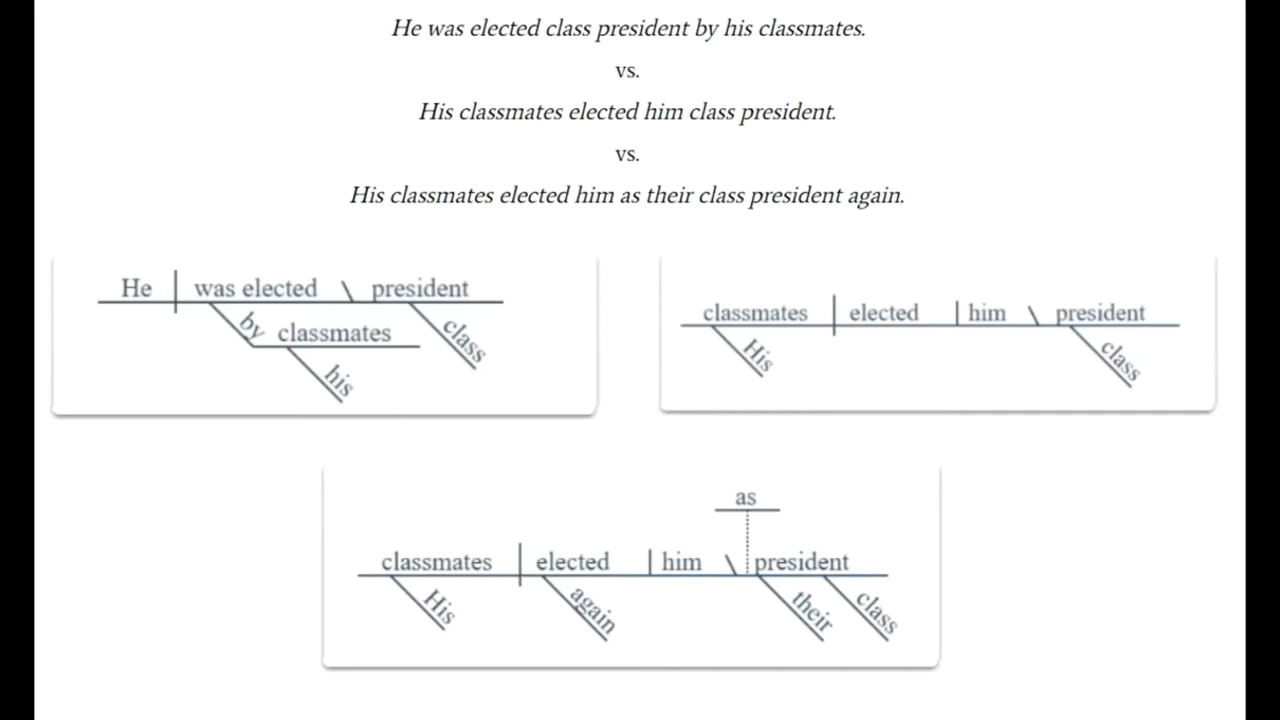 He was elected class president by his classmates.
vs.
His classmates elected him class president.
vs.
His classmates elected him as their class president again.
He was elected president
by classmates
class
his
classmates elected him president
His
class
as
classmates elected him president
His
again
their
class